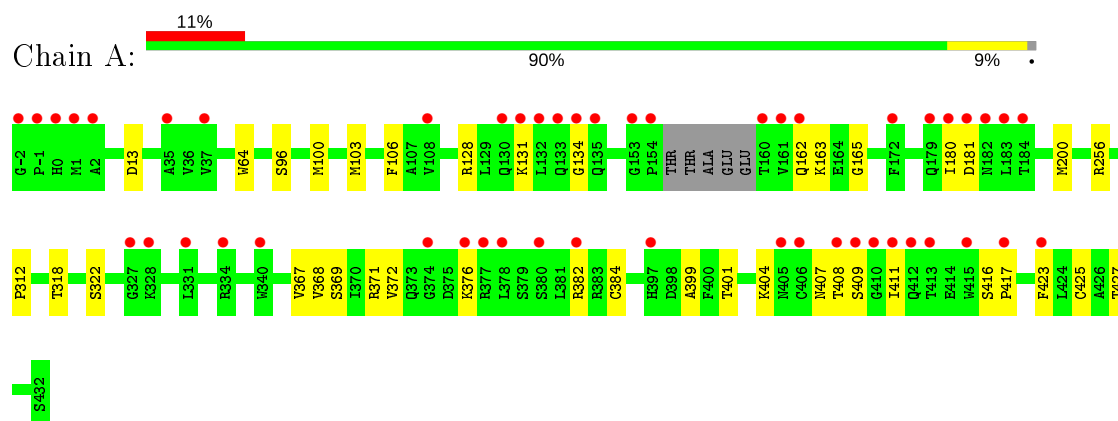 11%
Chain A:
90% 9% •
G-2 P-1 H0 M1 A2 D13 A35 V36 V37 W64 S96 M100 M103 F106 A107 V108 R128 L129 Q130 K131 L132 Q133 G134 Q135 G153 P154 THR THR ALA GLU GLU T160 V161 Q162 K163 E164 G165 F172 Q179 I180 D181 N182 L183 T184 M200 R256
P312 T318 S322 G327 K328 L331 R334 W340 V367 V368 S369 I370 R371 V372 Q373 G374 D375 K376 R377 L378 S379 S380 L381 R382 R383 C384 H397 D398 A399 F400 T401 K404 N405 C406 N407 T408 S409 G410 I411 Q412 T413 E414 W415 S416 P417 F423 L424 C425 A426 T427
S432